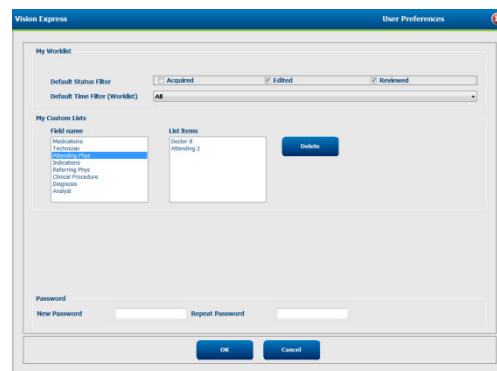 Vision Express User Preferences
My Worklist
Default Status Filter Acquired Edited Reviewed
Default Time Filter (Worklist) All
My Custom Lists
Field name List Items
Medications Doctor B
Technician Attending 2
Attending Phys Delete
Indications
Referring Phys
Clinical Procedure
Diagnosis
Analyst
Password
New Password Repeat Password
OK Cancel